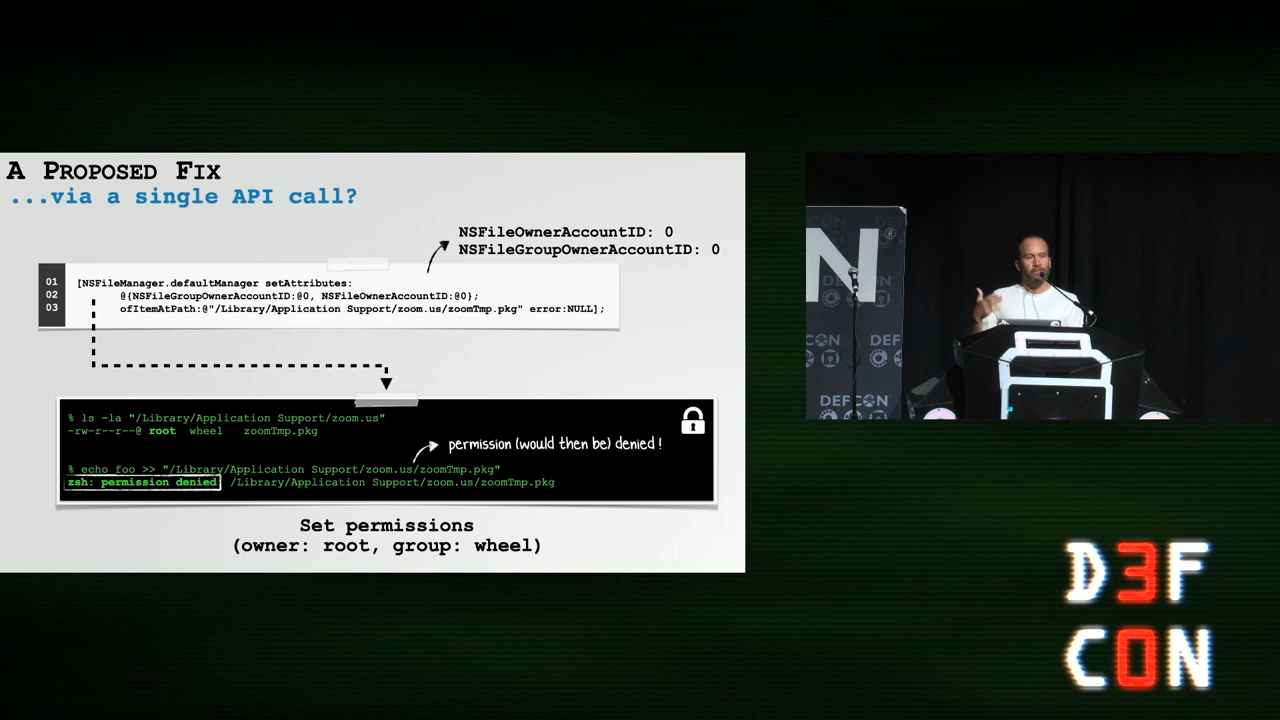 A PROPOSED FIX
...via a single API call?
NSFileOwnerAccountID: 0
NSFileGroupOwnerAccountID: 0
01 [NSFileManager.defaultManager setAttributes:
02 @{NSFileGroupOwnerAccountID:@0, NSFileOwnerAccountID:@0};
03 ofItemAtPath:@"/Library/Application Support/zoom.us/zoomTmp.pkg" error:NULL];
% ls -la "/Library/Application Support/zoom.us"
-rw-r--r--@ root wheel zoomTmp.pkg
permission (would then be) denied !
% echo foo >> "/Library/Application Support/zoom.us/zoomTmp.pkg"
zsh: permission denied: /Library/Application Support/zoom.us/zoomTmp.pkg
Set permissions
(owner: root, group: wheel)
N®
DEFCON
DEFCON
D3F
C0N